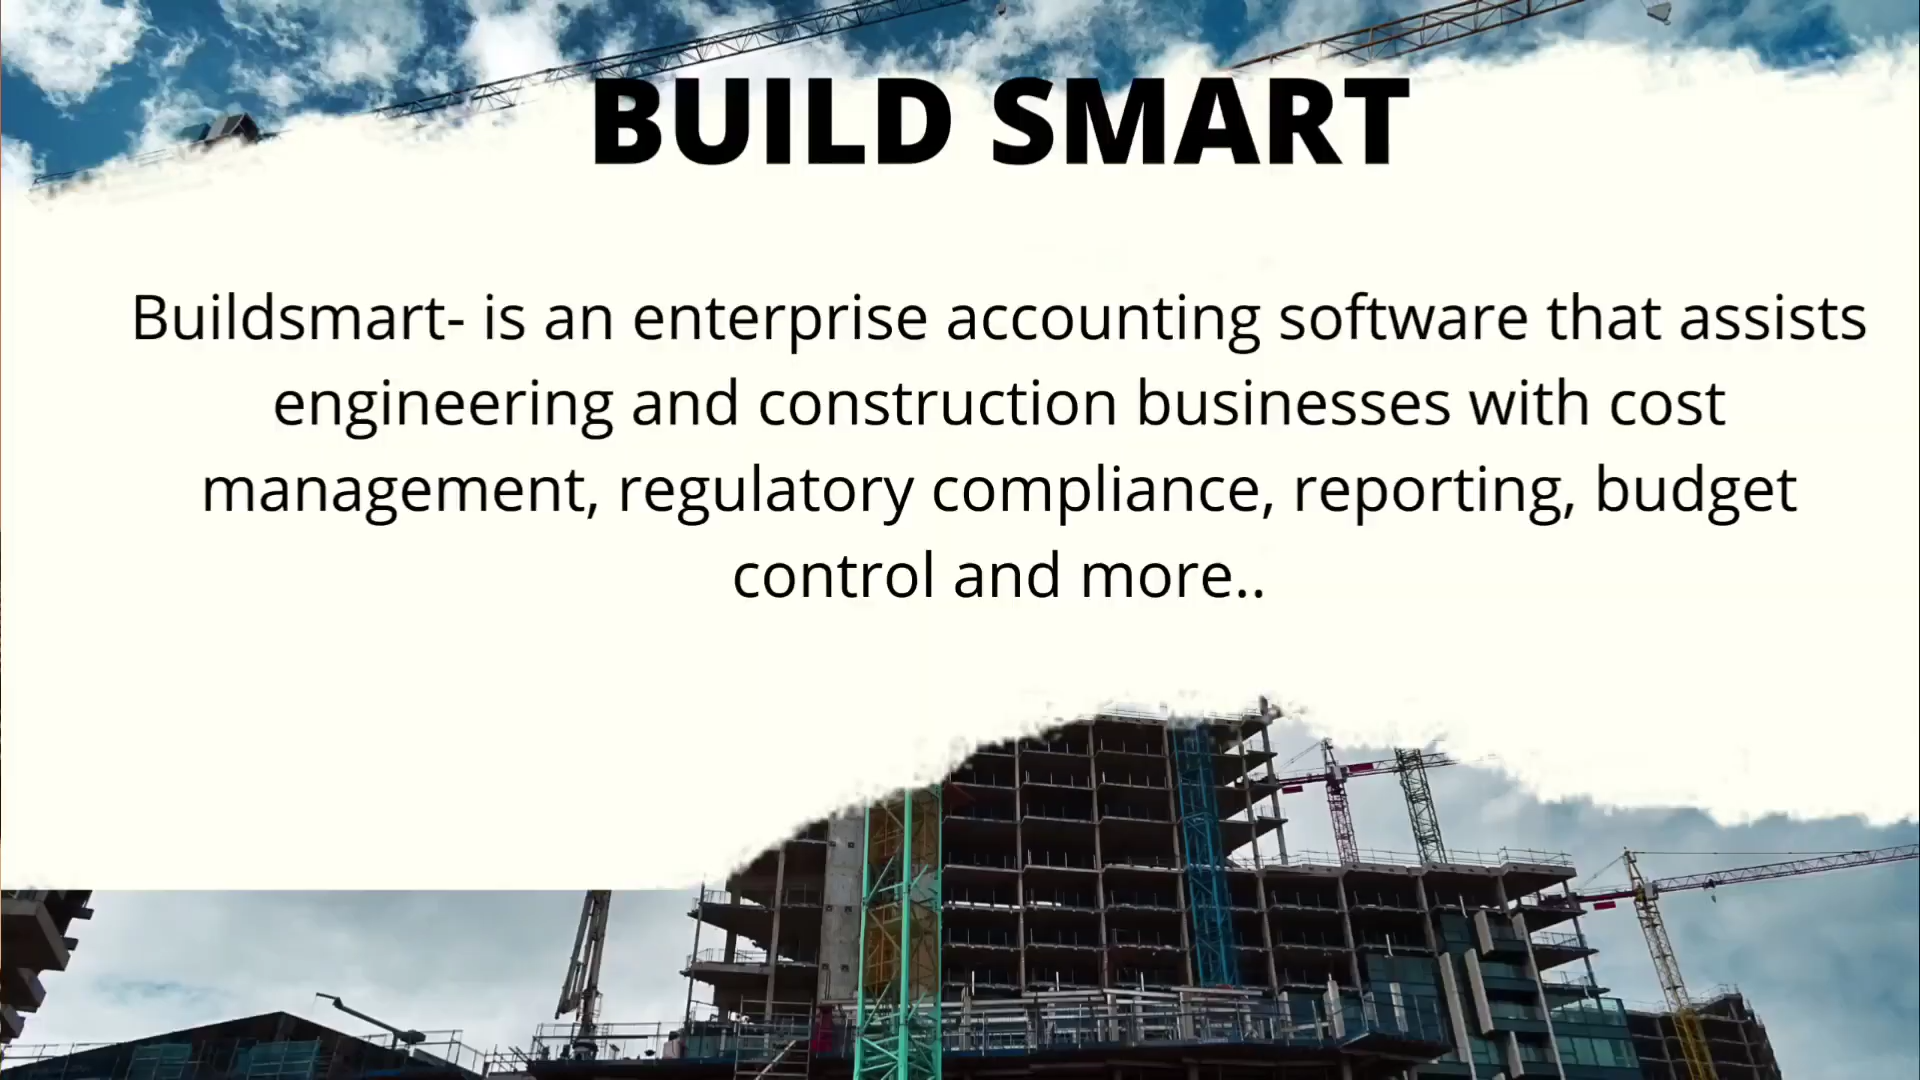 BUILD SMART
Buildsmart- is an enterprise accounting software that assists
engineering and construction businesses with cost
management, regulatory compliance, reporting, budget
control and more..